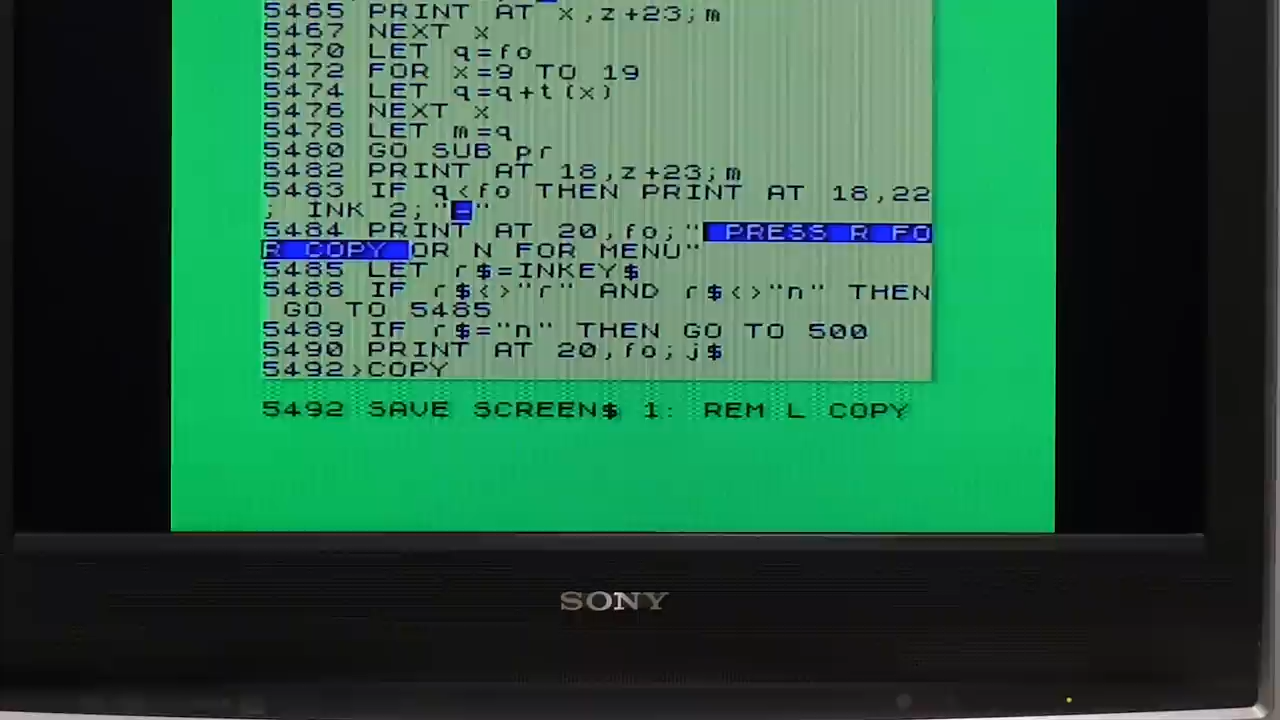 5465 PRINT AT x,z+23;m
5467 NEXT x
5470 LET q=fo
5472 FOR x=9 TO 19
5474 LET q=q+t(x)
5476 NEXT x
5478 LET m=q
5480 GO SUB pr
5482 PRINT AT 18,z+23;m
5483 IF q<fo THEN PRINT AT 18,22
; INK 2;"-"
5484 PRINT AT 20,fo;" PRESS R FO
R COPY OR N FOR MENU"
5485 LET r$=INKEY$
5488 IF r$<>"r" AND r$<>"n" THEN
GO TO 5485
5489 IF r$="n" THEN GO TO 500
5490 PRINT AT 20,fo;j$
5492>COPY
5492 SAVE SCREEN$ 1: REM L COPY
SONY